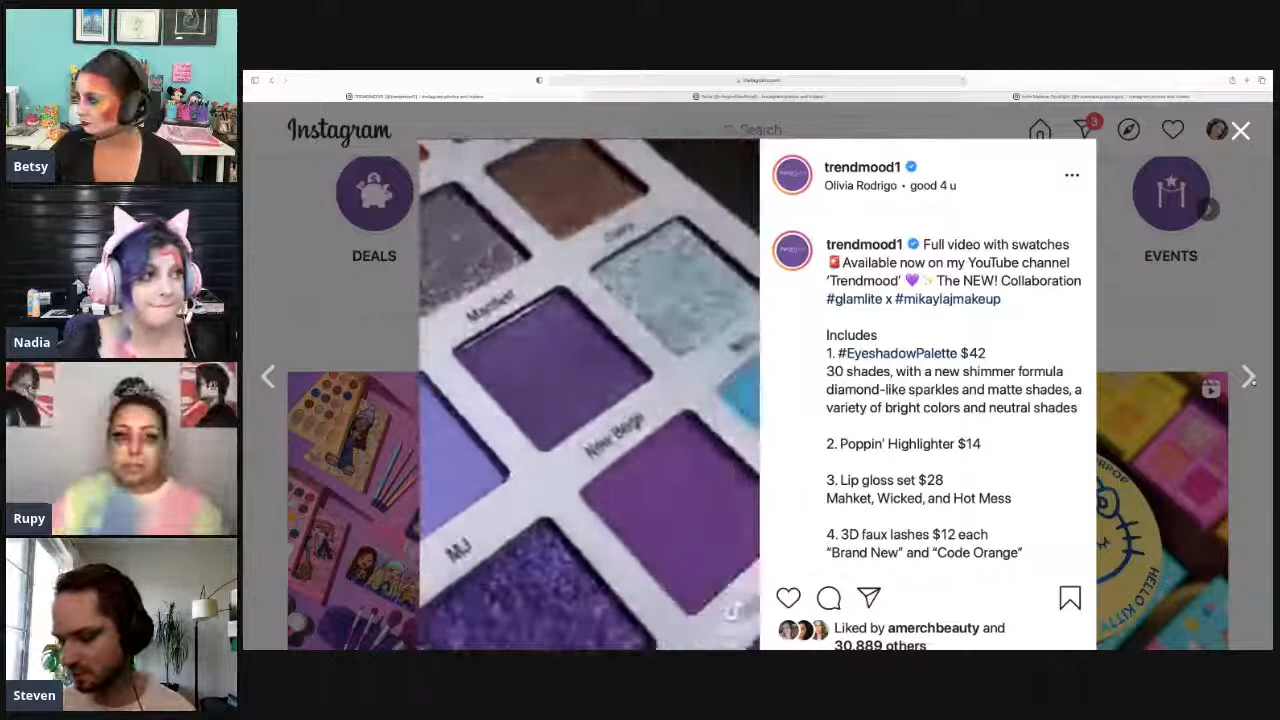 Betsy
Nadia
Rupy
Steven
Instagram
Search
3
DEALS
EVENTS
trendmood1
Olivia Rodrigo • good 4 u
trendmood1 Full video with swatches
🚨Available now on my YouTube channel
‘Trendmood’ 💜✨ The NEW! Collaboration
#glamlite x #mikaylajmakeup
Includes
1. #EyeshadowPalette $42
30 shades, with a new shimmer formula
diamond-like sparkles and matte shades, a
variety of bright colors and neutral shades
2. Poppin’ Highlighter $14
3. Lip gloss set $28
Mahket, Wicked, and Hot Mess
4. 3D faux lashes $12 each
“Brand New” and “Code Orange”
Liked by amerchbeauty and
30,889 others
MJ
HELLO KITTY